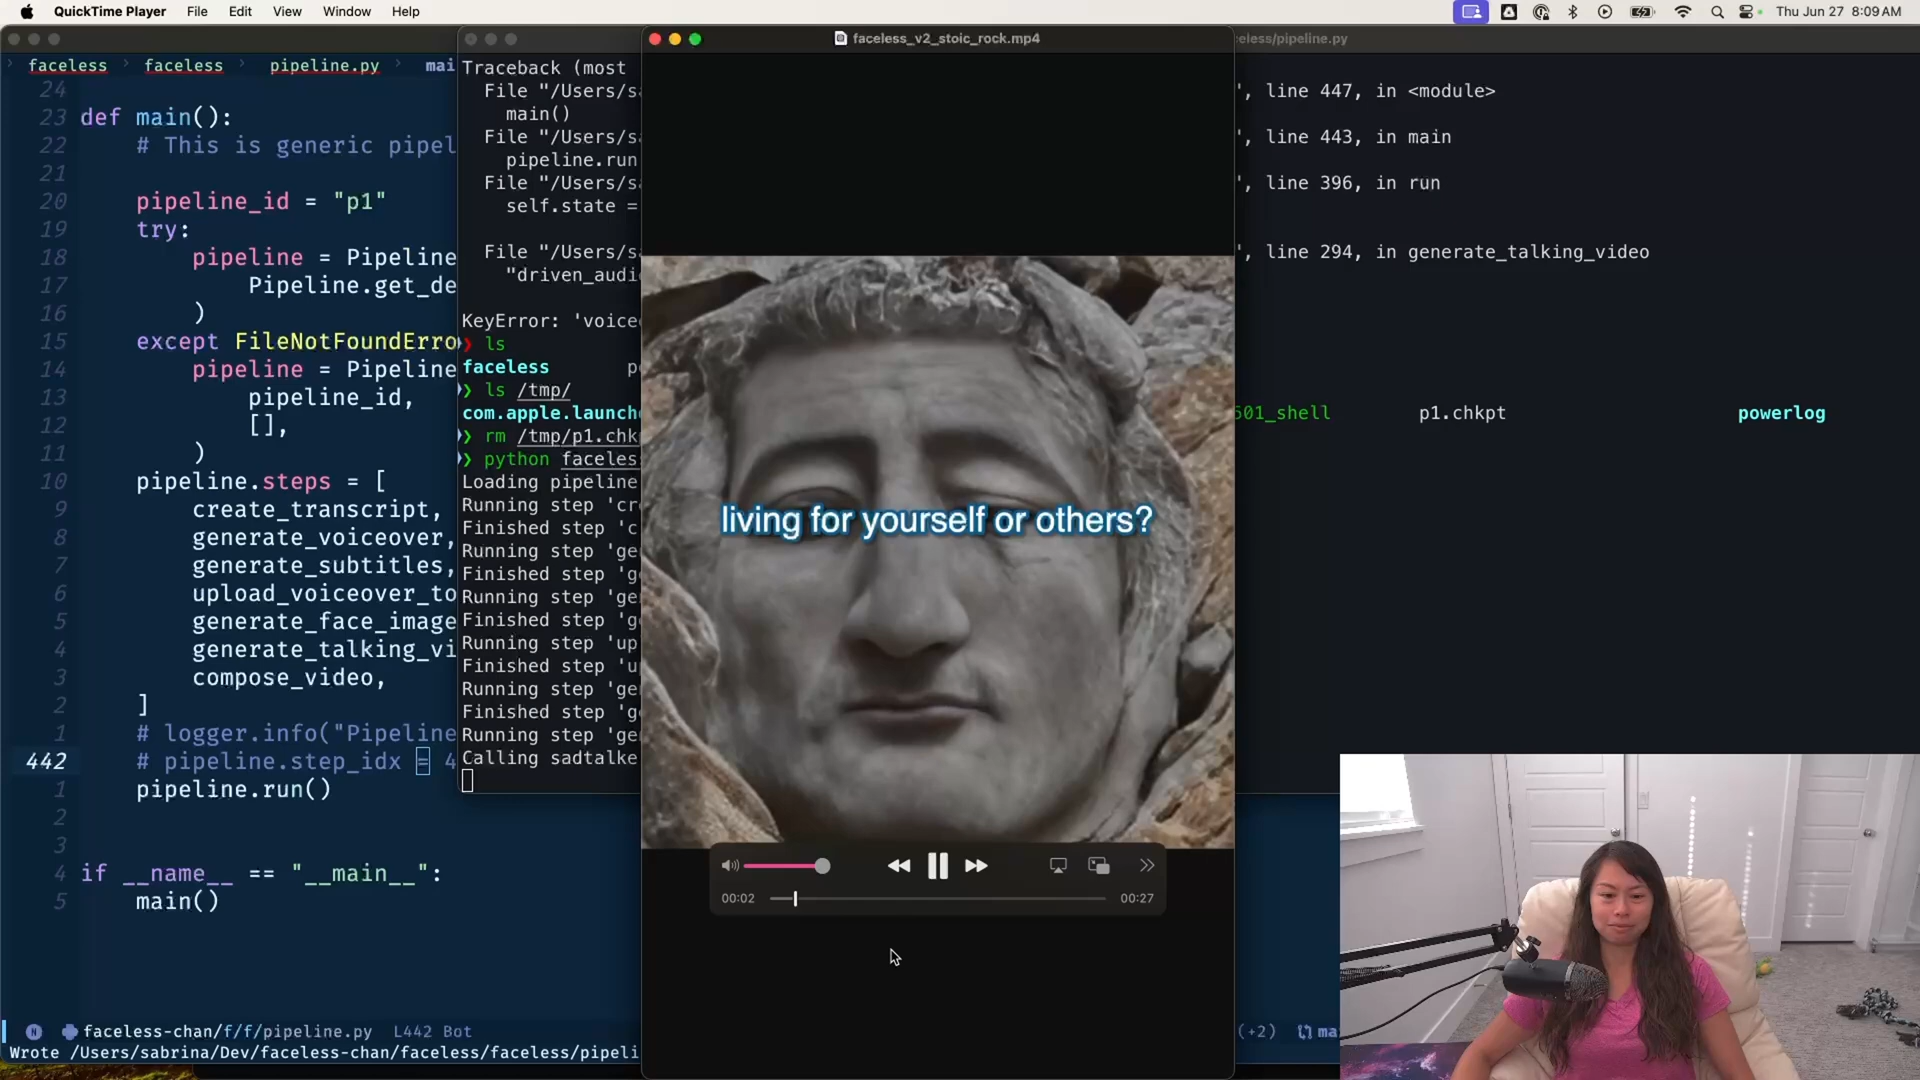 QuickTime Player File Edit View Window Help Thu Jun 27 8:09 AM
faceless faceless pipeline.py mai
24
23 def main():
22 # This is generic pipel
21
20 pipeline_id = "p1"
19 try:
18 pipeline = Pipeline
17 Pipeline.get_de
16 )
15 except FileNotFoundErro
14 pipeline = Pipeline
13 pipeline_id,
12 [],
11 )
10 pipeline.steps = [
9 create_transcript,
8 generate_voiceover,
7 generate_subtitles,
6 upload_voiceover_to
5 generate_face_image
4 generate_talking_vi
3 compose_video,
2 ]
1 # logger.info("Pipeline
442 # pipeline.step_idx = 4
1 pipeline.run()
2
3
4 if __name__ == "__main__":
5 main()
N faceless-chan/f/f/pipeline.py L442 Bot
Wrote /Users/sabrina/Dev/faceless-chan/faceless/faceless/pipeli
Traceback (most
File "/Users/sa
main()
File "/Users/sa
pipeline.run
File "/Users/sa
self.state =
File "/Users/sa
"driven_audi
KeyError: 'voice
❯ ls
faceless p
❯ ls /tmp/
com.apple.launch
❯ rm /tmp/p1.chk
❯ python faceles
Loading pipeline
Running step 'cr
Finished step 'c
Running step 'ge
Finished step 'g
Running step 'ge
Finished step 'g
Running step 'up
Finished step 'u
Running step 'ge
Finished step 'g
Running step 'ge
Calling sadtalke
faceless_v2_stoic_rock.mp4
living for yourself or others?
00:02 00:27
eless/pipeline.py
', line 447, in <module>
', line 443, in main
', line 396, in run
', line 294, in generate_talking_video
501_shell p1.chkpt powerlog
(+2) ma